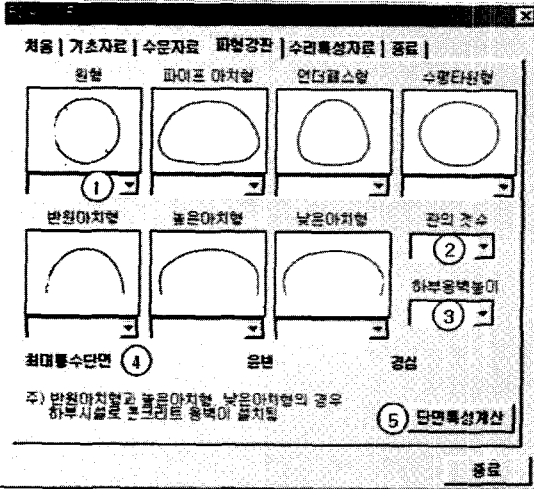 처음 | 기초자료 | 수문자료 파형강판 | 수리특성자료 | 종료 |
원형 파이프 아치형 언더패스형 수평타원형
①
반원아치형 높은아치형 낮은아치형 관의 갯수
②
하부옹벽높이
③
최대통수단면 ④ 윤변 경심
주) 반원아치형과 높은아치형, 낮은아치형의 경우
하부시설로 콘크리트 옹벽이 설치됨
⑤ 단면특성계산
종료